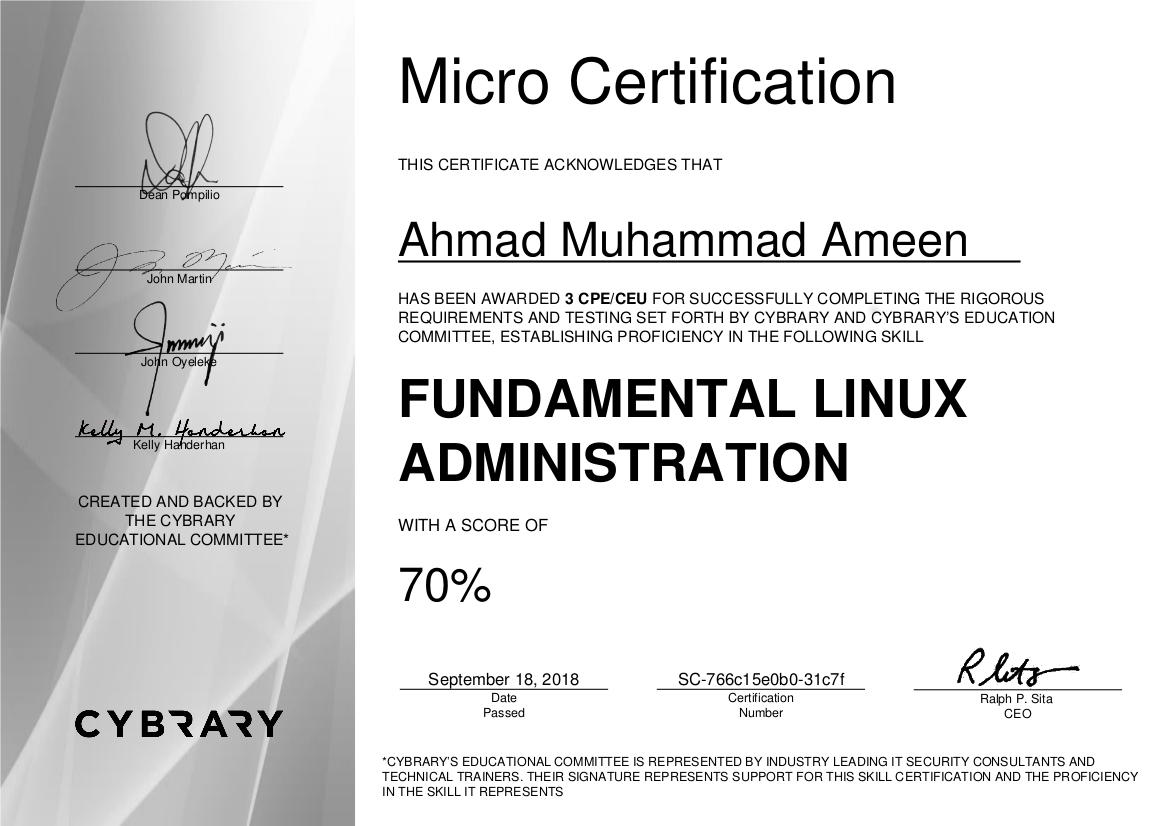 Micro Certification
THIS CERTIFICATE ACKNOWLEDGES THAT
Ahmad Muhammad Ameen
HAS BEEN AWARDED 3 CPE/CEU FOR SUCCESSFULLY COMPLETING THE RIGOROUS
REQUIREMENTS AND TESTING SET FORTH BY CYBRARY AND CYBRARY'S EDUCATION
COMMITTEE, ESTABLISHING PROFICIENCY IN THE FOLLOWING SKILL
FUNDAMENTAL LINUX
ADMINISTRATION
WITH A SCORE OF
70%
September 18, 2018
Date
Passed
SC-766c15e0b0-31c7f
Certification
Number
Ralph P. Sita
CEO
Dean Pompilio
John Martin
John Oyeleke
Kelly M. Handerhan
Kelly Handerhan
CREATED AND BACKED BY
THE CYBRARY
EDUCATIONAL COMMITTEE*
CYBRARY
*CYBRARY'S EDUCATIONAL COMMITTEE IS REPRESENTED BY INDUSTRY LEADING IT SECURITY CONSULTANTS AND
TECHNICAL TRAINERS. THEIR SIGNATURE REPRESENTS SUPPORT FOR THIS SKILL CERTIFICATION AND THE PROFICIENCY
IN THE SKILL IT REPRESENTS